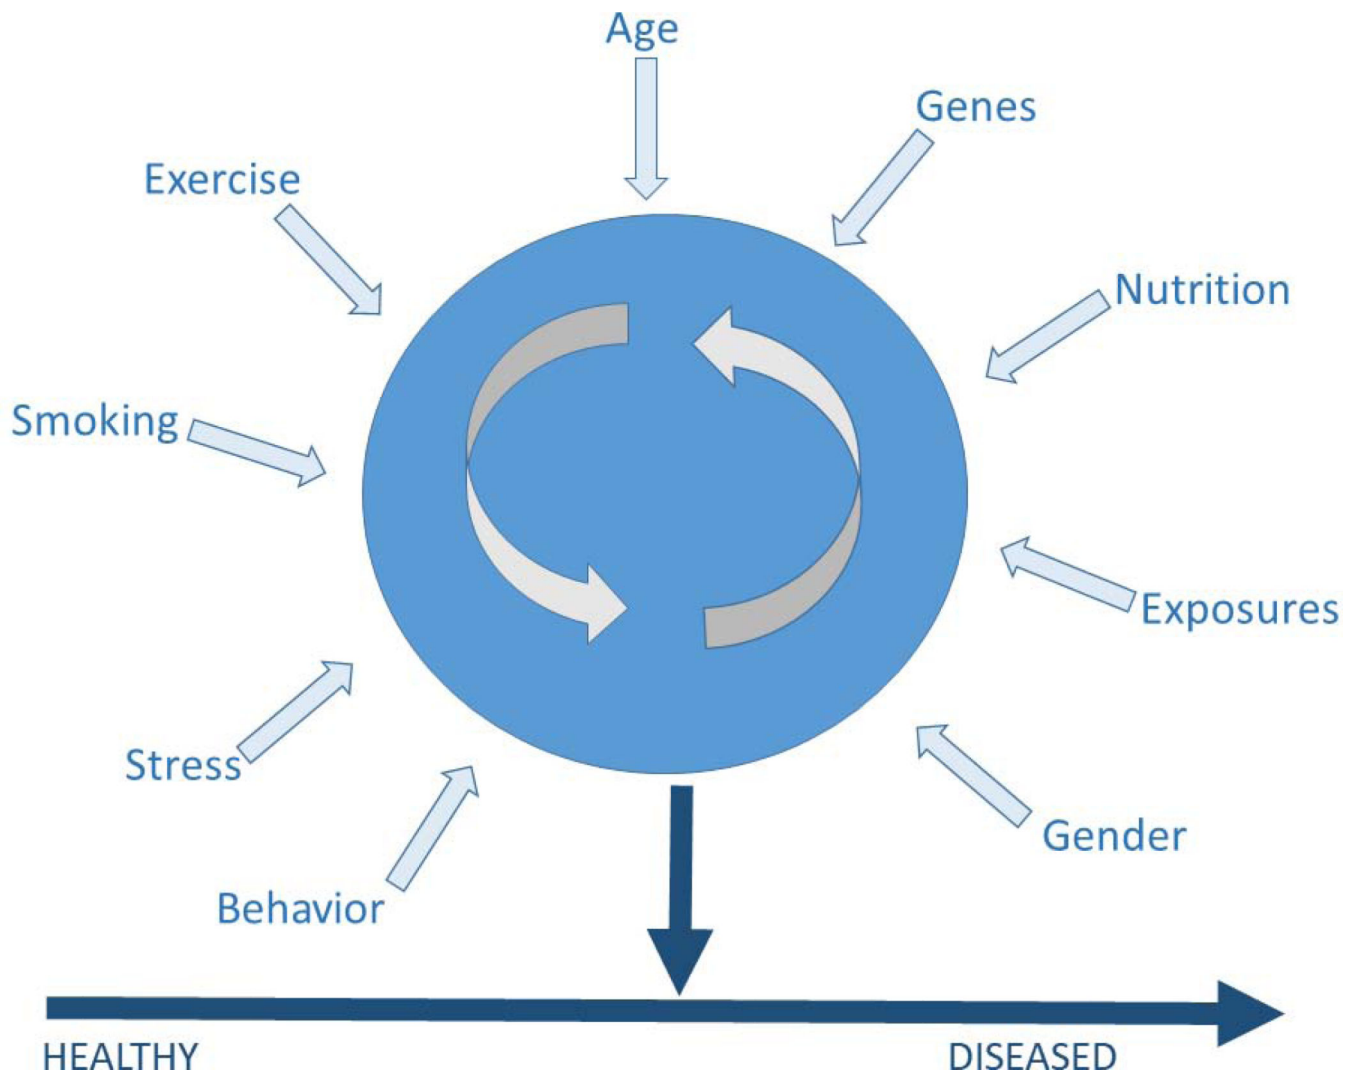 Age
Genes
Exercise
Nutrition
Smoking
Exposures
Stress
Gender
Behavior
HEALTHY
DISEASED